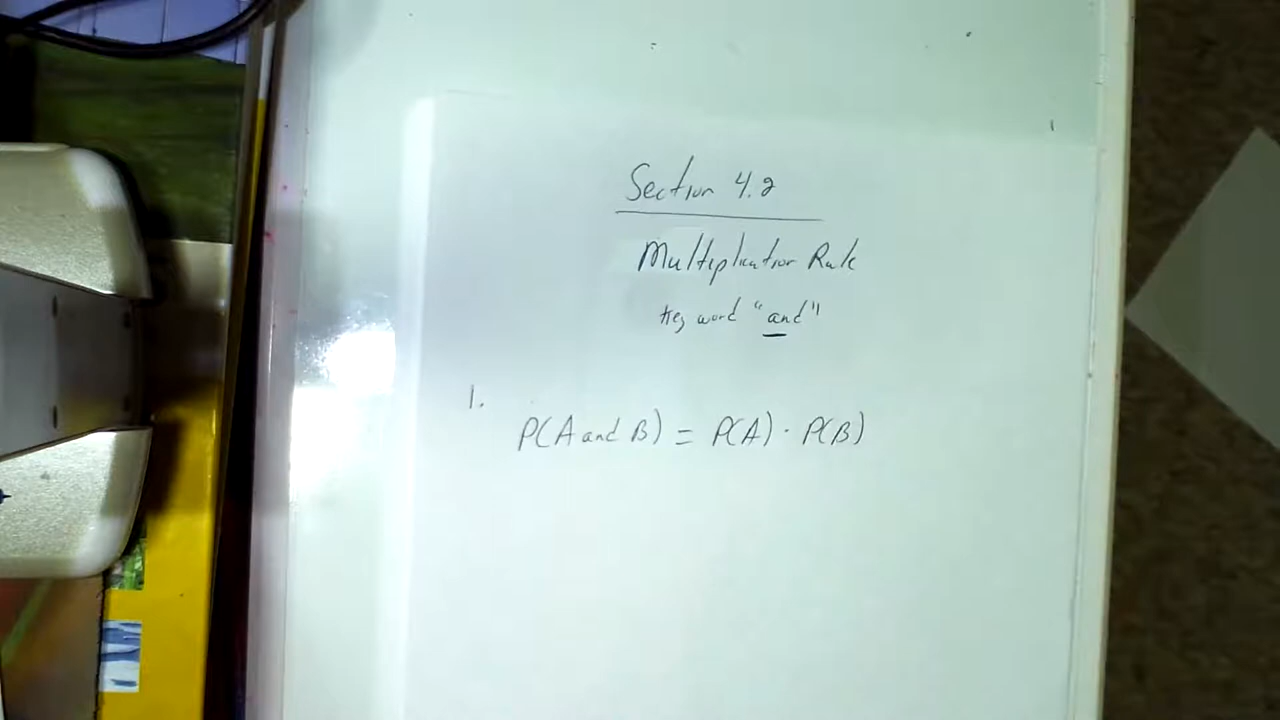 Section 4.2
Multiplication Rule
Key word "and"
1.
P(A and B) = P(A) · P(B)